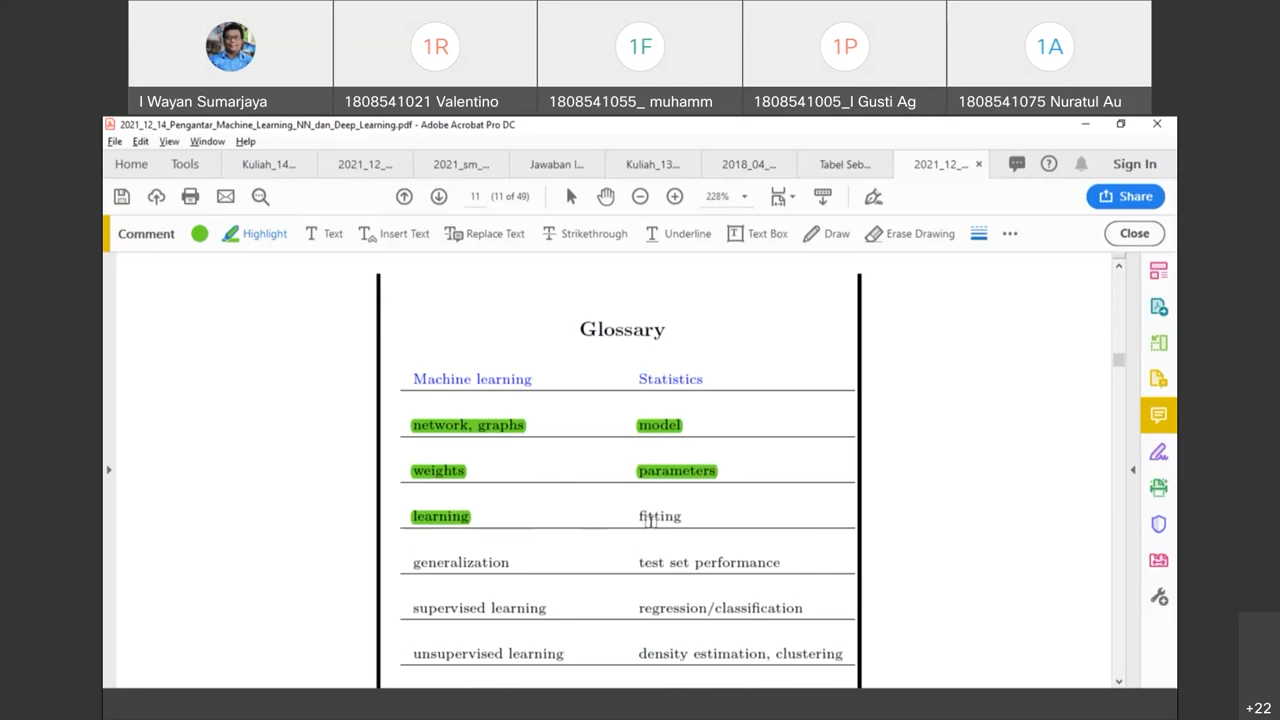 1R
1F
1P
1A
I Wayan Sumarjaya
1808541021 Valentino
1808541055_ muhamm
1808541005_I Gusti Ag
1808541075 Nuratul Au
2021_12_14_Pengantar_Machine_Learning_NN_dan_Deep_Learning.pdf - Adobe Acrobat Pro DC
File Edit View Window Help
Home Tools Kuliah_14... 2021_12_... 2021_sm_... Jawaban I... Kuliah_13... 2018_04_... Tabel Seb... 2021_12_... × Sign In
11 (11 of 49) 228% Share
Comment Highlight Text Insert Text Replace Text Strikethrough Underline Text Box Draw Erase Drawing Close
Glossary
Machine learning Statistics
network, graphs model
weights parameters
learning fitting
generalization test set performance
supervised learning regression/classification
unsupervised learning density estimation, clustering
+22